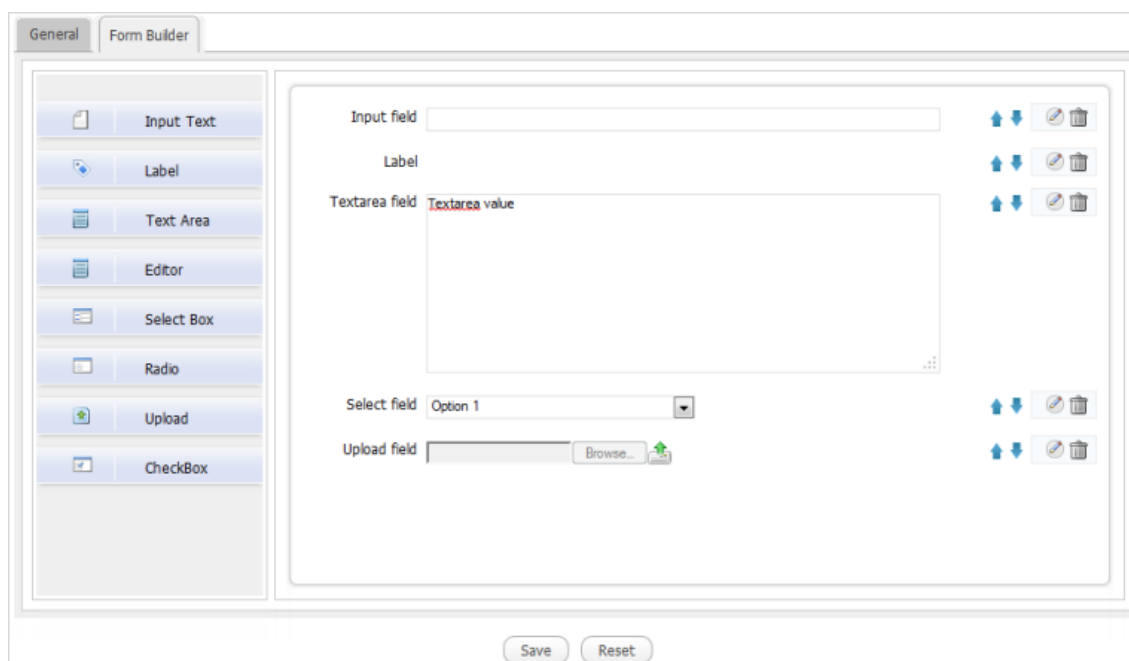 General
Form Builder
Input Text
Label
Text Area
Editor
Select Box
Radio
Upload
CheckBox
Input field
Label
Textarea field Textarea value
Select field Option 1
Upload field Browse...
Save Reset